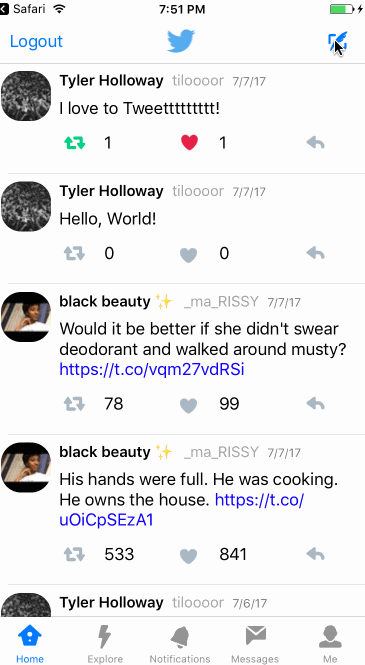 Safari 7:51 PM
Logout
Tyler Holloway tiloooor 7/7/17
I love to Tweettttttttt!
1 1
Tyler Holloway tiloooor 7/7/17
Hello, World!
0 0
black beauty ✨ _ma_RISSY 7/7/17
Would it be better if she didn't swear
deodorant and walked around musty?
https://t.co/vqm27vdRSi
78 99
black beauty ✨ _ma_RISSY 7/7/17
His hands were full. He was cooking.
He owns the house. https://t.co/
uOiCpSEzA1
533 841
Tyler Holloway tiloooor 7/6/17
Home Explore Notifications Messages Me